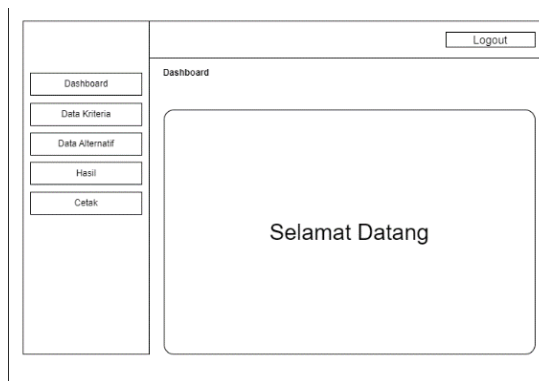 Logout
Dashboard
Dashboard
Data Kriteria
Data Alternatif
Hasil
Cetak
Selamat Datang